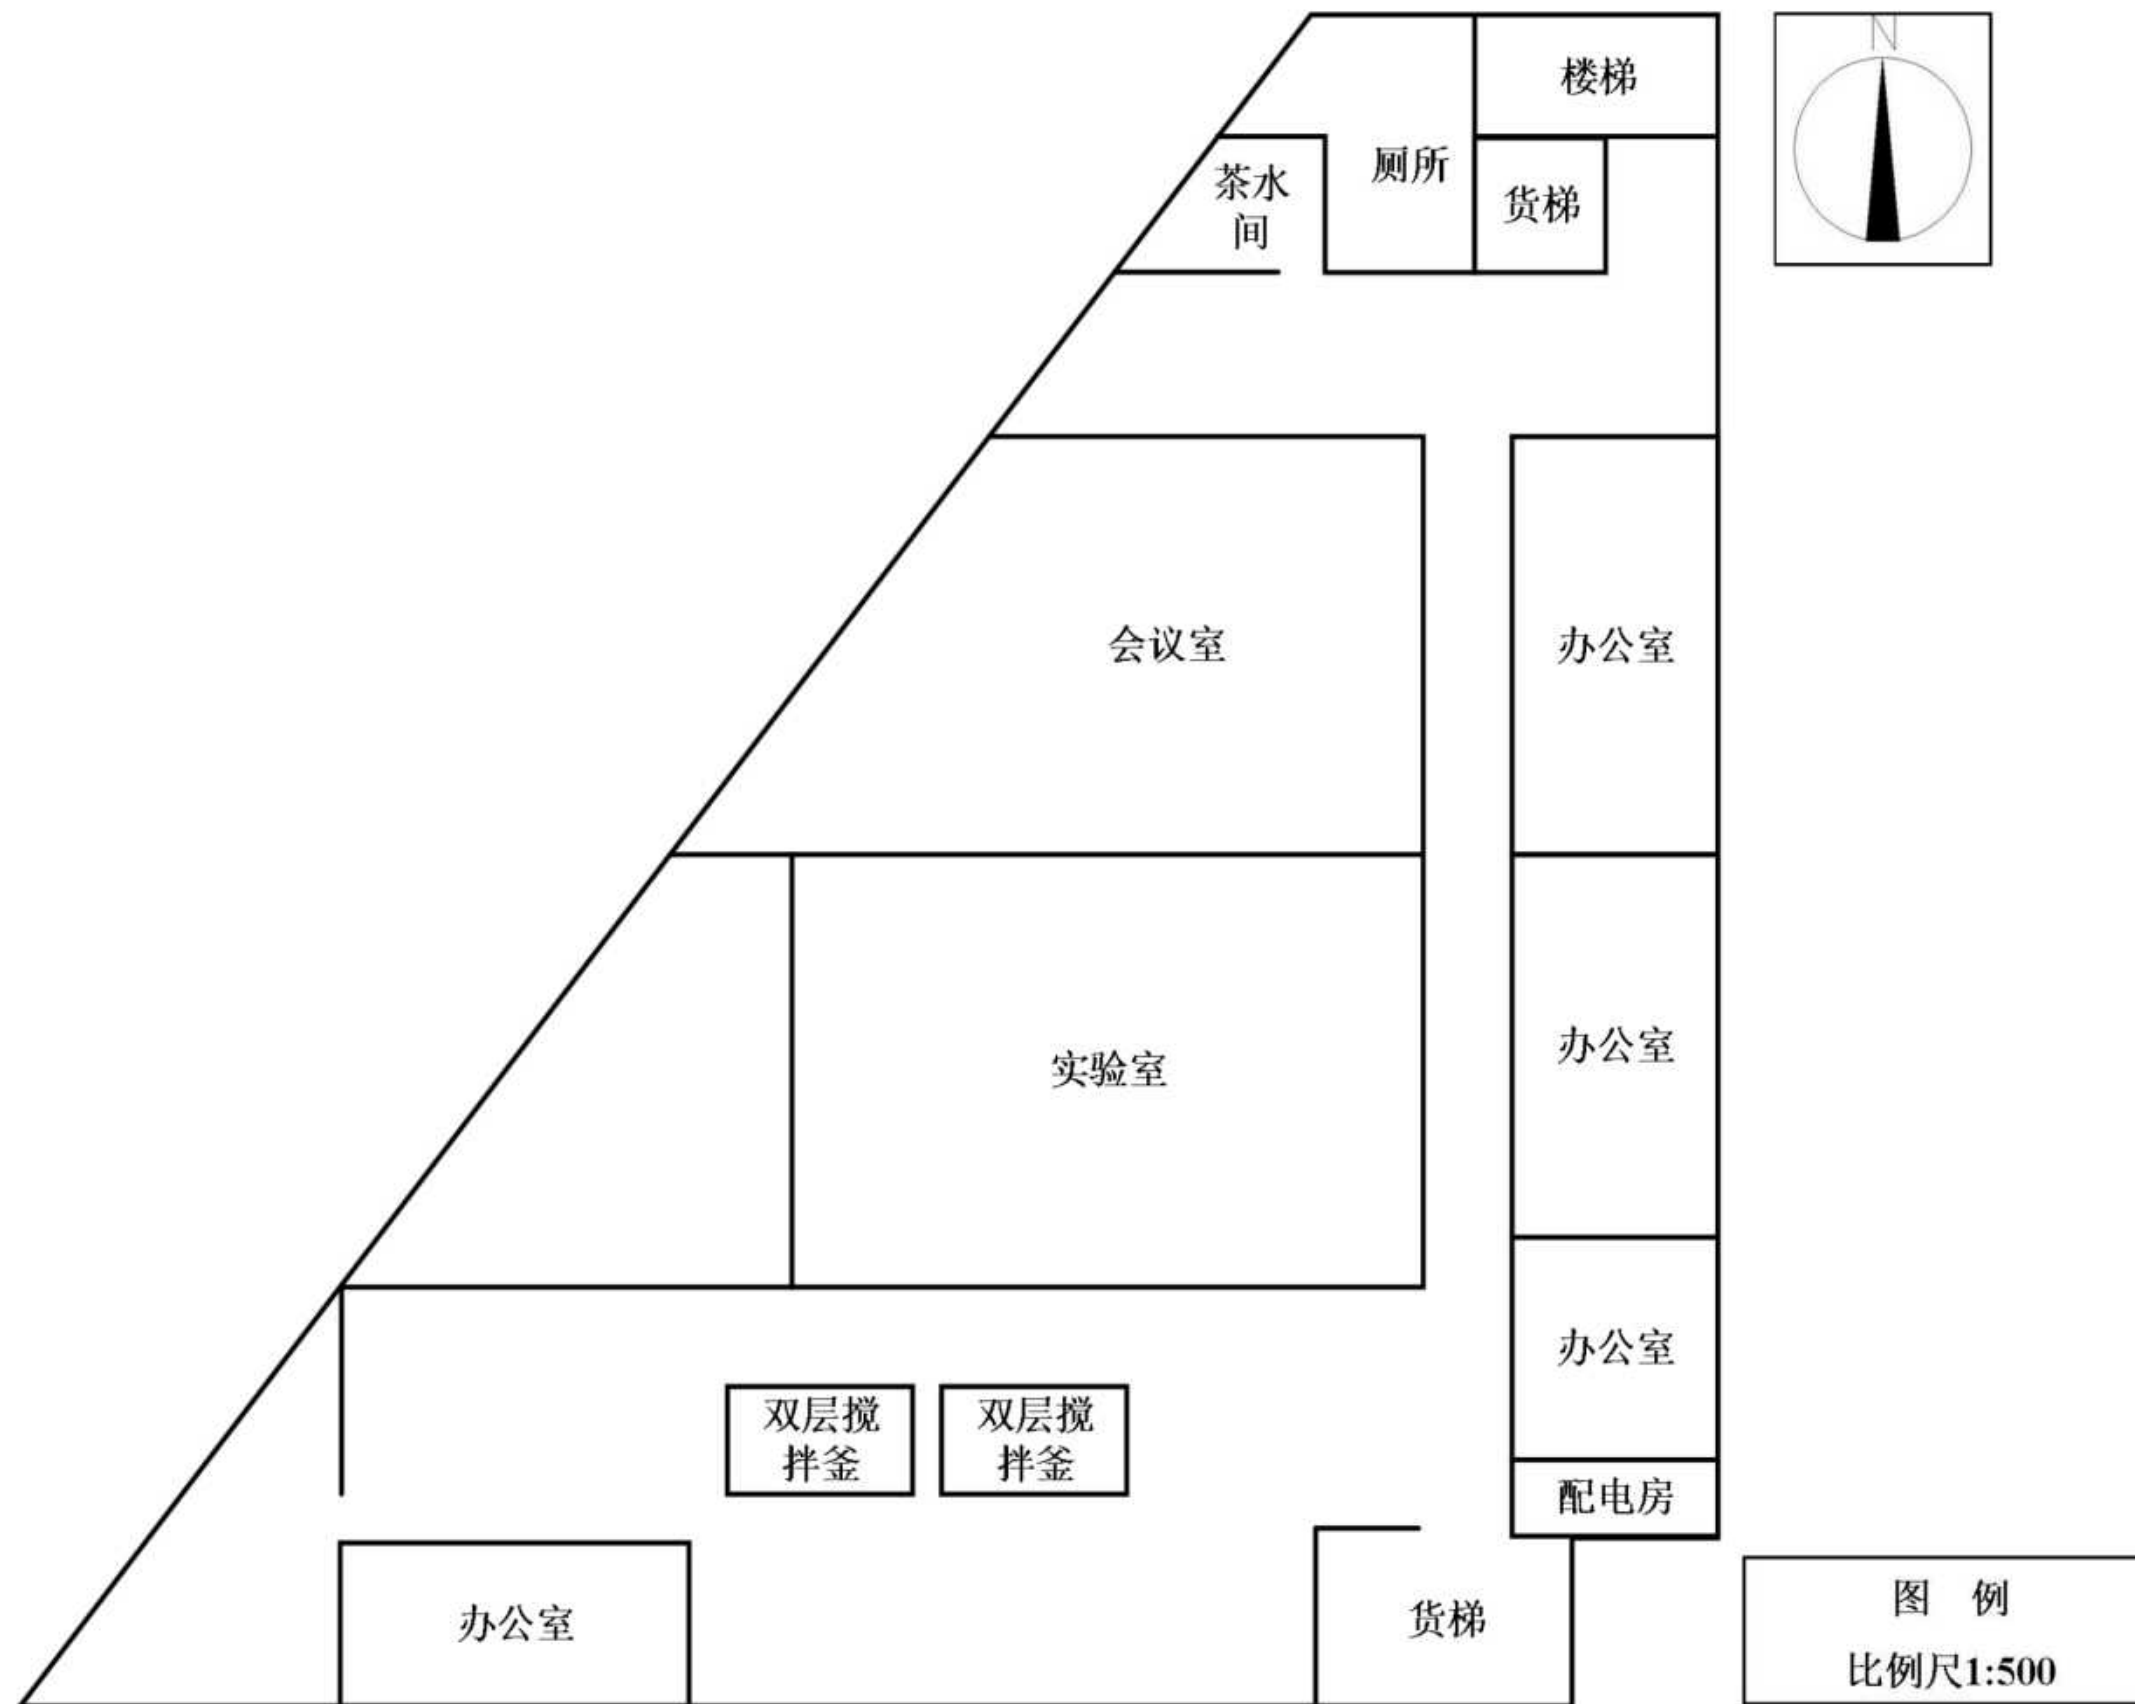 N
楼梯
厕所
茶水
间
货梯
会议室
办公室
实验室
办公室
办公室
双层搅
拌釜
双层搅
拌釜
配电房
办公室
货梯
图 例
比例尺1:500